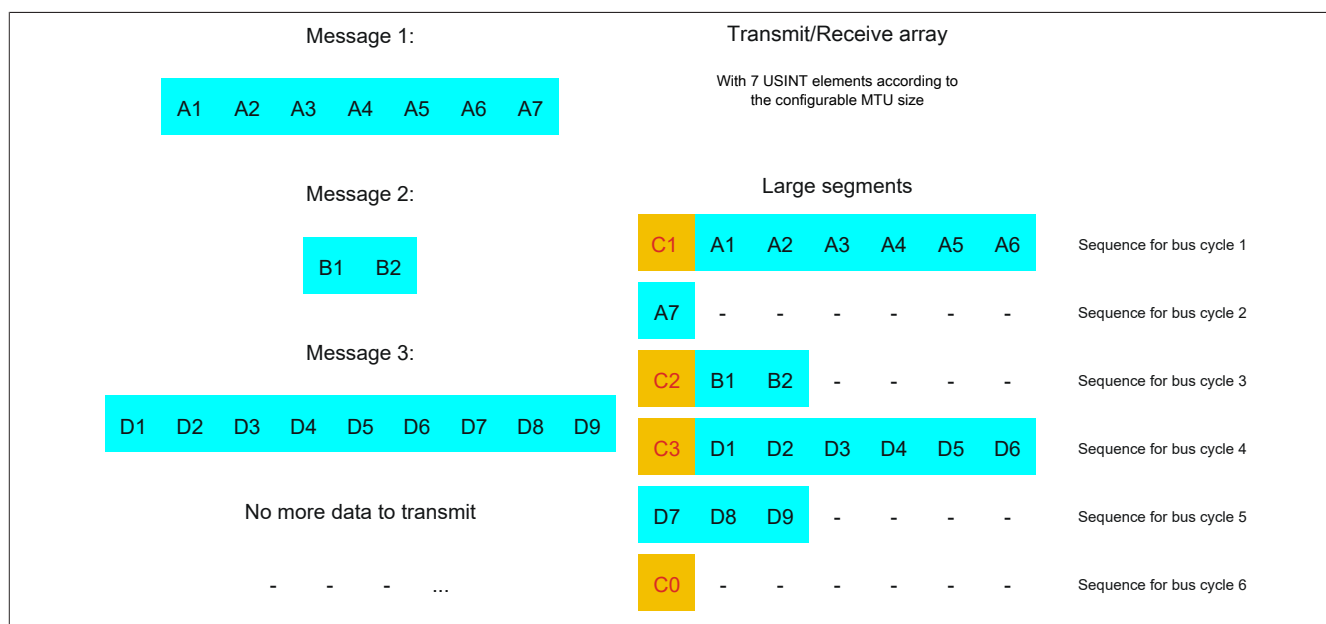 Message 1:
A1 A2 A3 A4 A5 A6 A7
Message 2:
B1 B2
Message 3:
D1 D2 D3 D4 D5 D6 D7 D8 D9
No more data to transmit
- - - ...
Transmit/Receive array
With 7 USINT elements according to
the configurable MTU size
Large segments
C1 A1 A2 A3 A4 A5 A6 Sequence for bus cycle 1
A7 - - - - - - Sequence for bus cycle 2
C2 B1 B2 - - - - Sequence for bus cycle 3
C3 D1 D2 D3 D4 D5 D6 Sequence for bus cycle 4
D7 D8 D9 - - - - Sequence for bus cycle 5
C0 - - - - - - Sequence for bus cycle 6